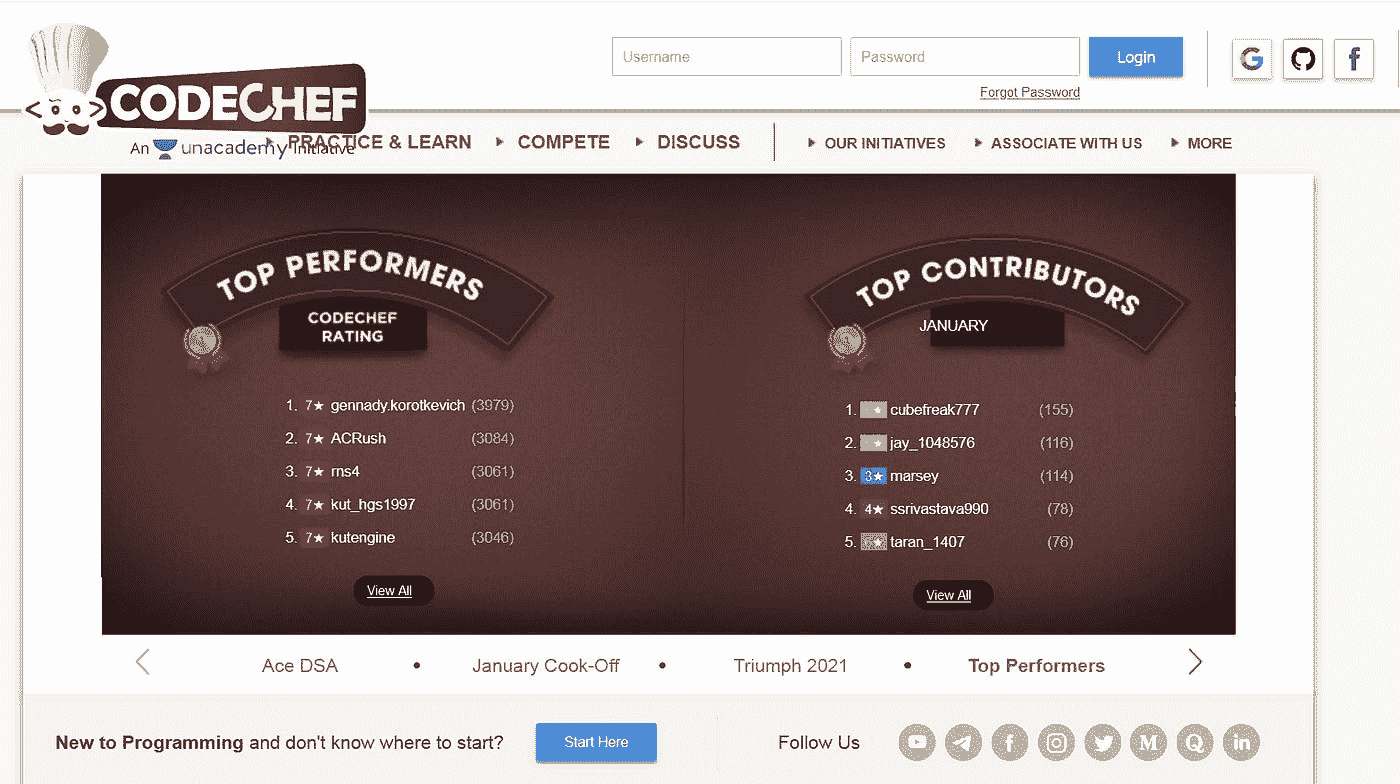 Username
Password
Login
Forgot Password
CODECHEF
An unacademy Initiative
PRACTICE & LEARN
COMPETE
DISCUSS
OUR INITIATIVES
ASSOCIATE WITH US
MORE
TOP PERFORMERS
CODECHEF
RATING
1. 7★ gennady.korotkevich (3979)
2. 7★ ACRush (3084)
3. 7★ rns4 (3061)
4. 7★ kut_hgs1997 (3061)
5. 7★ kutengine (3046)
View All
TOP CONTRIBUTORS
JANUARY
1. ★ cubefreak777 (155)
2. ★ jay_1048576 (116)
3. 3★ marsey (114)
4. 4★ ssrivastava990 (78)
5. ★ taran_1407 (76)
View All
Ace DSA • January Cook-Off • Triumph 2021 • Top Performers
New to Programming and don't know where to start?
Start Here
Follow Us